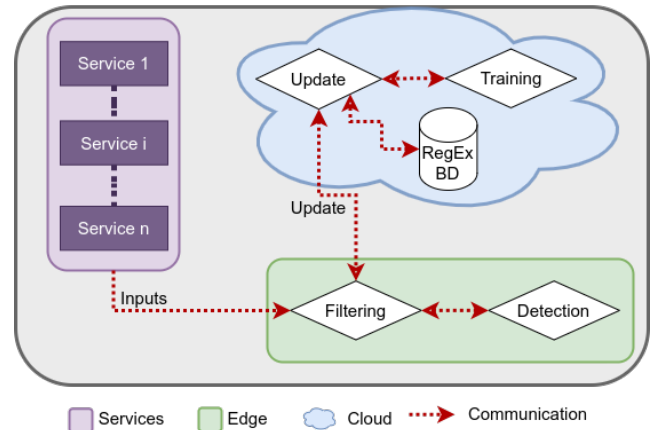 Service 1
Service i
Service n
Update
Training
RegEx
BD
Update
Inputs
Filtering
Detection
Services
Edge
Cloud
Communication